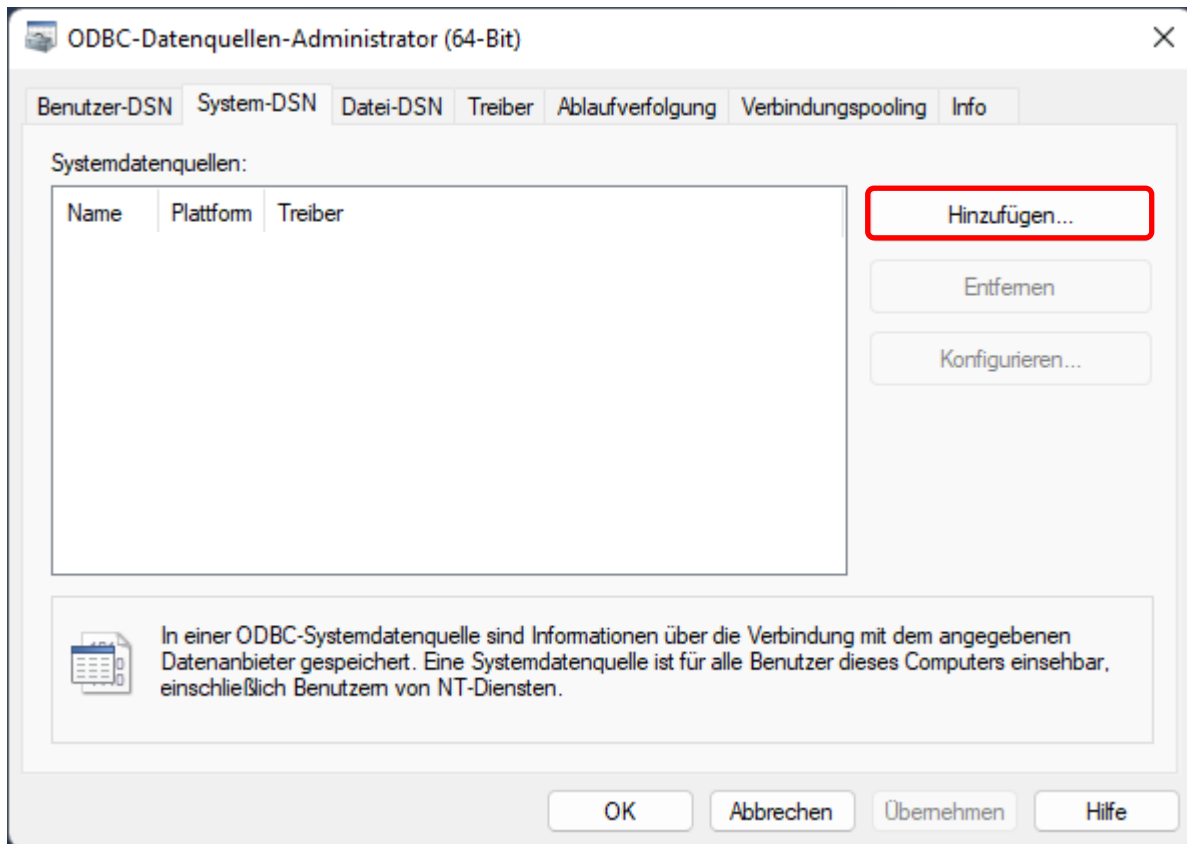 ODBC-Datenquellen-Administrator (64-Bit)
Benutzer-DSN System-DSN Datei-DSN Treiber Ablaufverfolgung Verbindungspooling Info
Systemdatenquellen:
Name Plattform Treiber
Hinzufügen...
Entfernen
Konfigurieren...
In einer ODBC-Systemdatenquelle sind Informationen über die Verbindung mit dem angegebenen
Datenanbieter gespeichert. Eine Systemdatenquelle ist für alle Benutzer dieses Computers einsehbar,
einschließlich Benutzern von NT-Diensten.
OK Abbrechen Übernehmen Hilfe